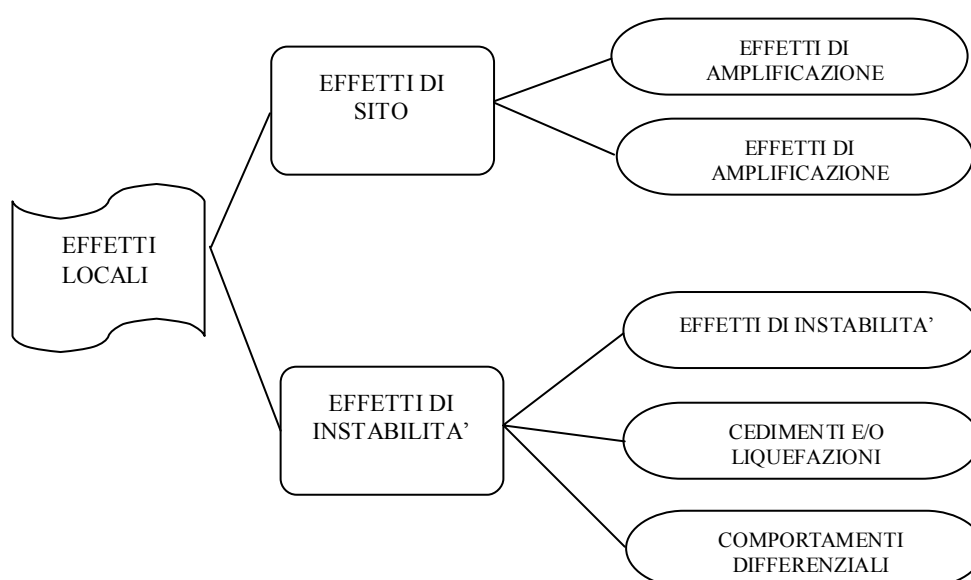 EFFETTI DI
AMPLIFICAZIONE
EFFETTI DI
SITO
EFFETTI DI
AMPLIFICAZIONE
EFFETTI
LOCALI
EFFETTI DI INSTABILITA’
EFFETTI DI
INSTABILITA’
CEDIMENTI E/O
LIQUEFAZIONI
COMPORTAMENTI
DIFFERENZIALI